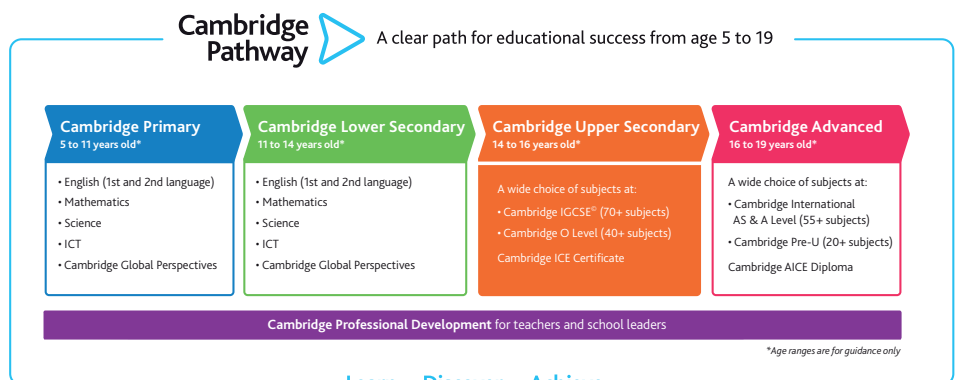 Cambridge
Pathway
A clear path for educational success from age 5 to 19
Cambridge Primary
5 to 11 years old*
• English (1st and 2nd language)
• Mathematics
• Science
• ICT
• Cambridge Global Perspectives
Cambridge Lower Secondary
11 to 14 years old*
• English (1st and 2nd language)
• Mathematics
• Science
• ICT
• Cambridge Global Perspectives
Cambridge Upper Secondary
14 to 16 years old*
A wide choice of subjects at:
• Cambridge IGCSE© (70+ subjects)
• Cambridge O Level (40+ subjects)
Cambridge ICE Certificate
Cambridge Advanced
16 to 19 years old*
A wide choice of subjects at:
• Cambridge International
AS & A Level (55+ subjects)
• Cambridge Pre-U (20+ subjects)
Cambridge AICE Diploma
Cambridge Professional Development for teachers and school leaders
*Age ranges are for guidance only